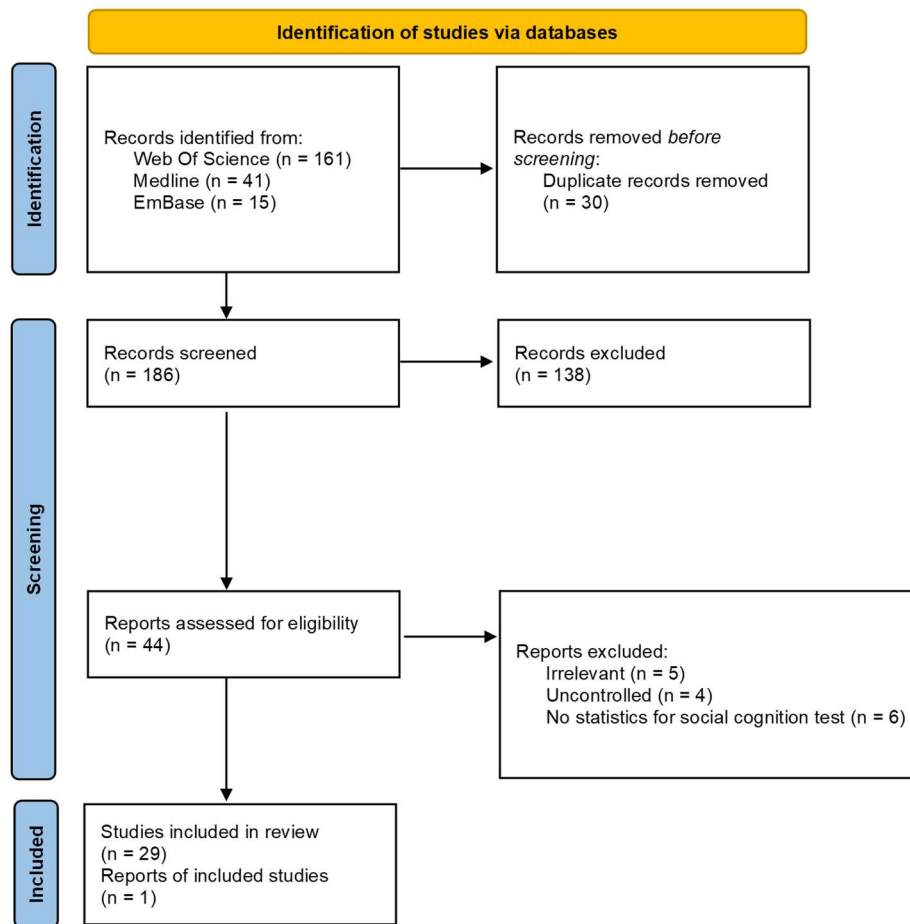 Identification of studies via databases
Identification
Records identified from:
Web Of Science (n = 161)
Medline (n = 41)
EmBase (n = 15)
Records removed before
screening:
Duplicate records removed
(n = 30)
Screening
Records screened
(n = 186)
Records excluded
(n = 138)
Reports assessed for eligibility
(n = 44)
Reports excluded:
Irrelevant (n = 5)
Uncontrolled (n = 4)
No statistics for social cognition test (n = 6)
Included
Studies included in review
(n = 29)
Reports of included studies
(n = 1)